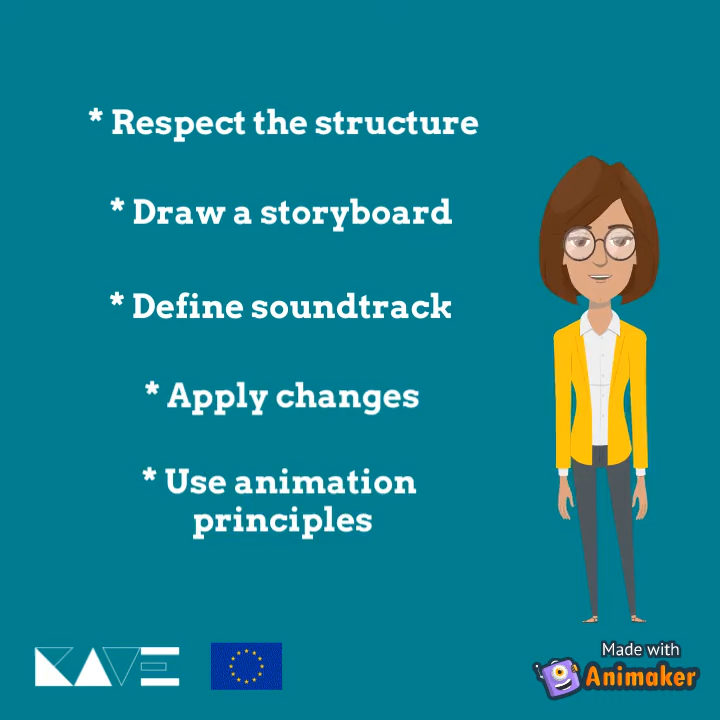 * Respect the structure
* Draw a storyboard
* Define soundtrack
* Apply changes
* Use animation
principles
KAVE
Made with
Animaker